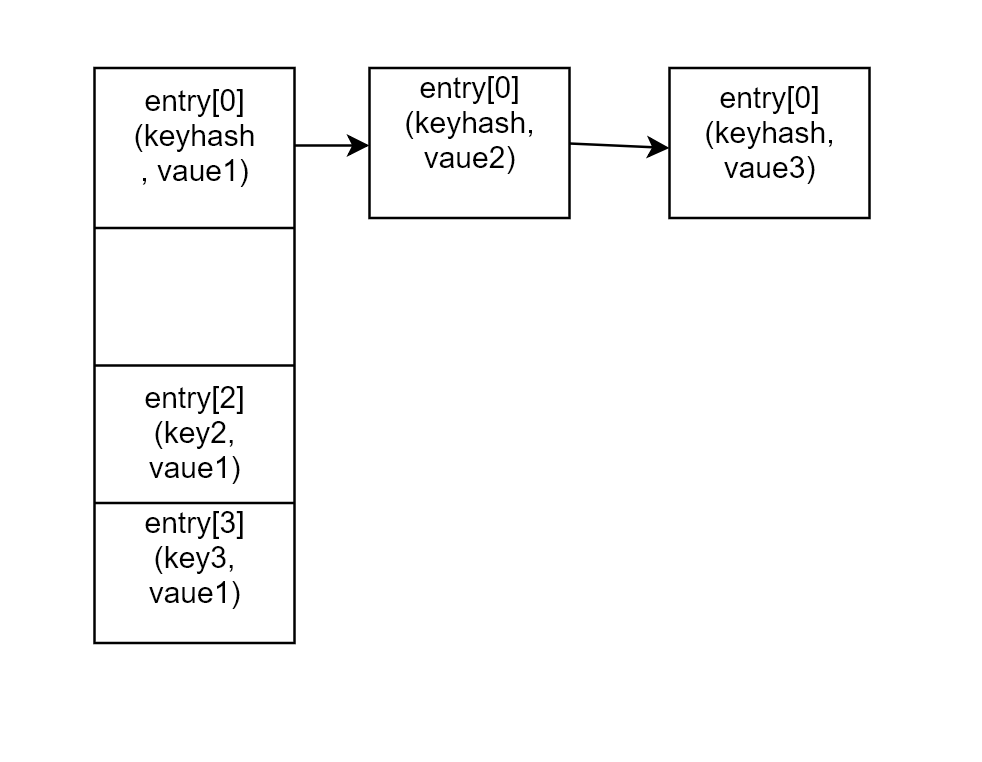 entry[0]
(keyhash
, vaue1)
entry[0]
(keyhash,
vaue2)
entry[0]
(keyhash,
vaue3)
entry[2]
(key2,
vaue1)
entry[3]
(key3,
vaue1)